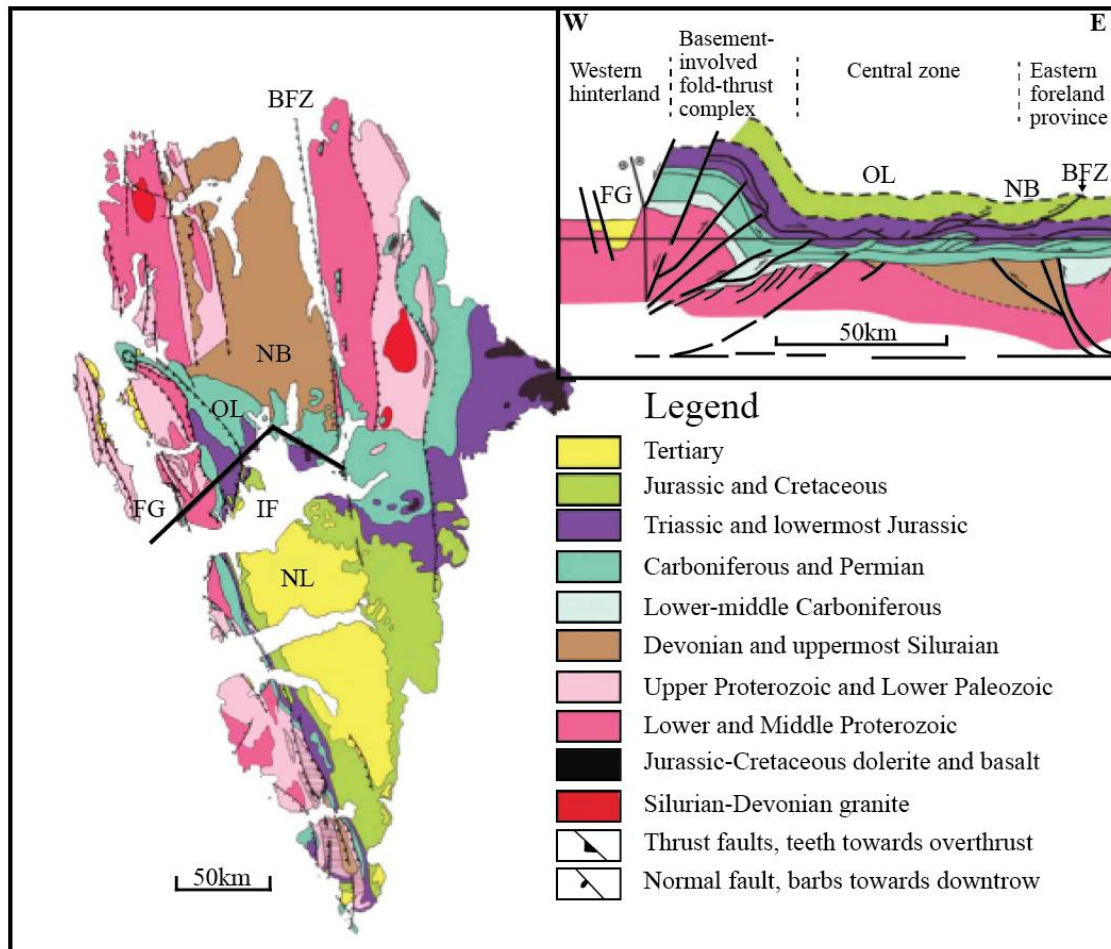 W
E
Western
hinterland
Basement-
involved
fold-thrust
complex
Central zone
Eastern
foreland
province
FG
OL
NB
BFZ
50km
BFZ
NB
OL
FG
IF
NL
50km
Legend
Tertiary
Jurassic and Cretaceous
Triassic and lowermost Jurassic
Carboniferous and Permian
Lower-middle Carboniferous
Devonian and uppermost Siluraian
Upper Proterozoic and Lower Paleozoic
Lower and Middle Proterozoic
Jurassic-Cretaceous dolerite and basalt
Silurian-Devonian granite
Thrust faults, teeth towards overthrust
Normal fault, barbs towards downtrow